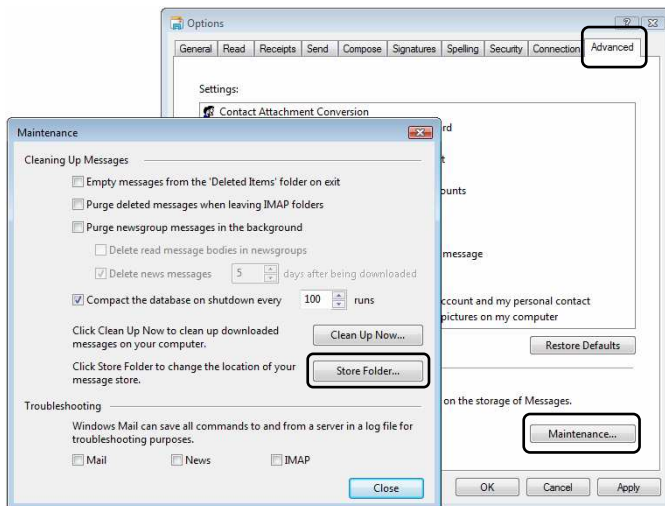 Options
General Read Receipts Send Compose Signatures Spelling Security Connection Advanced
Settings:
Contact Attachment Conversion
rd
t
ounts
message
ccount and my personal contact
pictures on my computer
Restore Defaults
on the storage of Messages.
Maintenance...
OK Cancel Apply
Maintenance
Cleaning Up Messages
Empty messages from the 'Deleted Items' folder on exit
Purge deleted messages when leaving IMAP folders
Purge newsgroup messages in the background
Delete read message bodies in newsgroups
Delete news messages 5 days after being downloaded
Compact the database on shutdown every 100 runs
Click Clean Up Now to clean up downloaded
messages on your computer.
Clean Up Now...
Click Store Folder to change the location of your
message store.
Store Folder...
Troubleshooting
Windows Mail can save all commands to and from a server in a log file for
troubleshooting purposes.
Mail News IMAP
Close